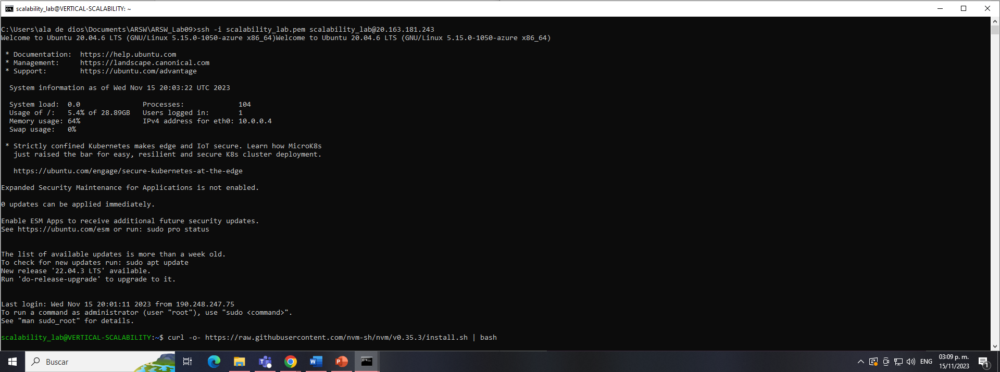 scalability_lab@VERTICAL-SCALABILITY: ~
C:\Users\ala de dios\Documents\ARSW\ARSW_Lab09>ssh -i scalability_lab.pem scalability_lab@20.163.181.243
Welcome to Ubuntu 20.04.6 LTS (GNU/Linux 5.15.0-1050-azure x86_64)Welcome to Ubuntu 20.04.6 LTS (GNU/Linux 5.15.0-1050-azure x86_64)
* Documentation:  https://help.ubuntu.com
* Management:     https://landscape.canonical.com
* Support:        https://ubuntu.com/advantage
System information as of Wed Nov 15 20:03:22 UTC 2023
System load:  0.0               Processes:             104
Usage of /:   5.4% of 28.89GB   Users logged in:       1
Memory usage: 64%               IPv4 address for eth0: 10.0.0.4
Swap usage:   0%
* Strictly confined Kubernetes makes edge and IoT secure. Learn how MicroK8s
just raised the bar for easy, resilient and secure K8s cluster deployment.
https://ubuntu.com/engage/secure-kubernetes-at-the-edge
Expanded Security Maintenance for Applications is not enabled.
0 updates can be applied immediately.
Enable ESM Apps to receive additional future security updates.
See https://ubuntu.com/esm or run: sudo pro status
The list of available updates is more than a week old.
To check for new updates run: sudo apt update
New release '22.04.3 LTS' available.
Run 'do-release-upgrade' to upgrade to it.
Last login: Wed Nov 15 20:01:11 2023 from 190.248.247.75
To run a command as administrator (user "root"), use "sudo <command>".
See "man sudo_root" for details.
scalability_lab@VERTICAL-SCALABILITY:~$ curl -o- https://raw.githubusercontent.com/nvm-sh/nvm/v0.35.3/install.sh | bash
Buscar
ENG
03:09 p. m.
15/11/2023
1